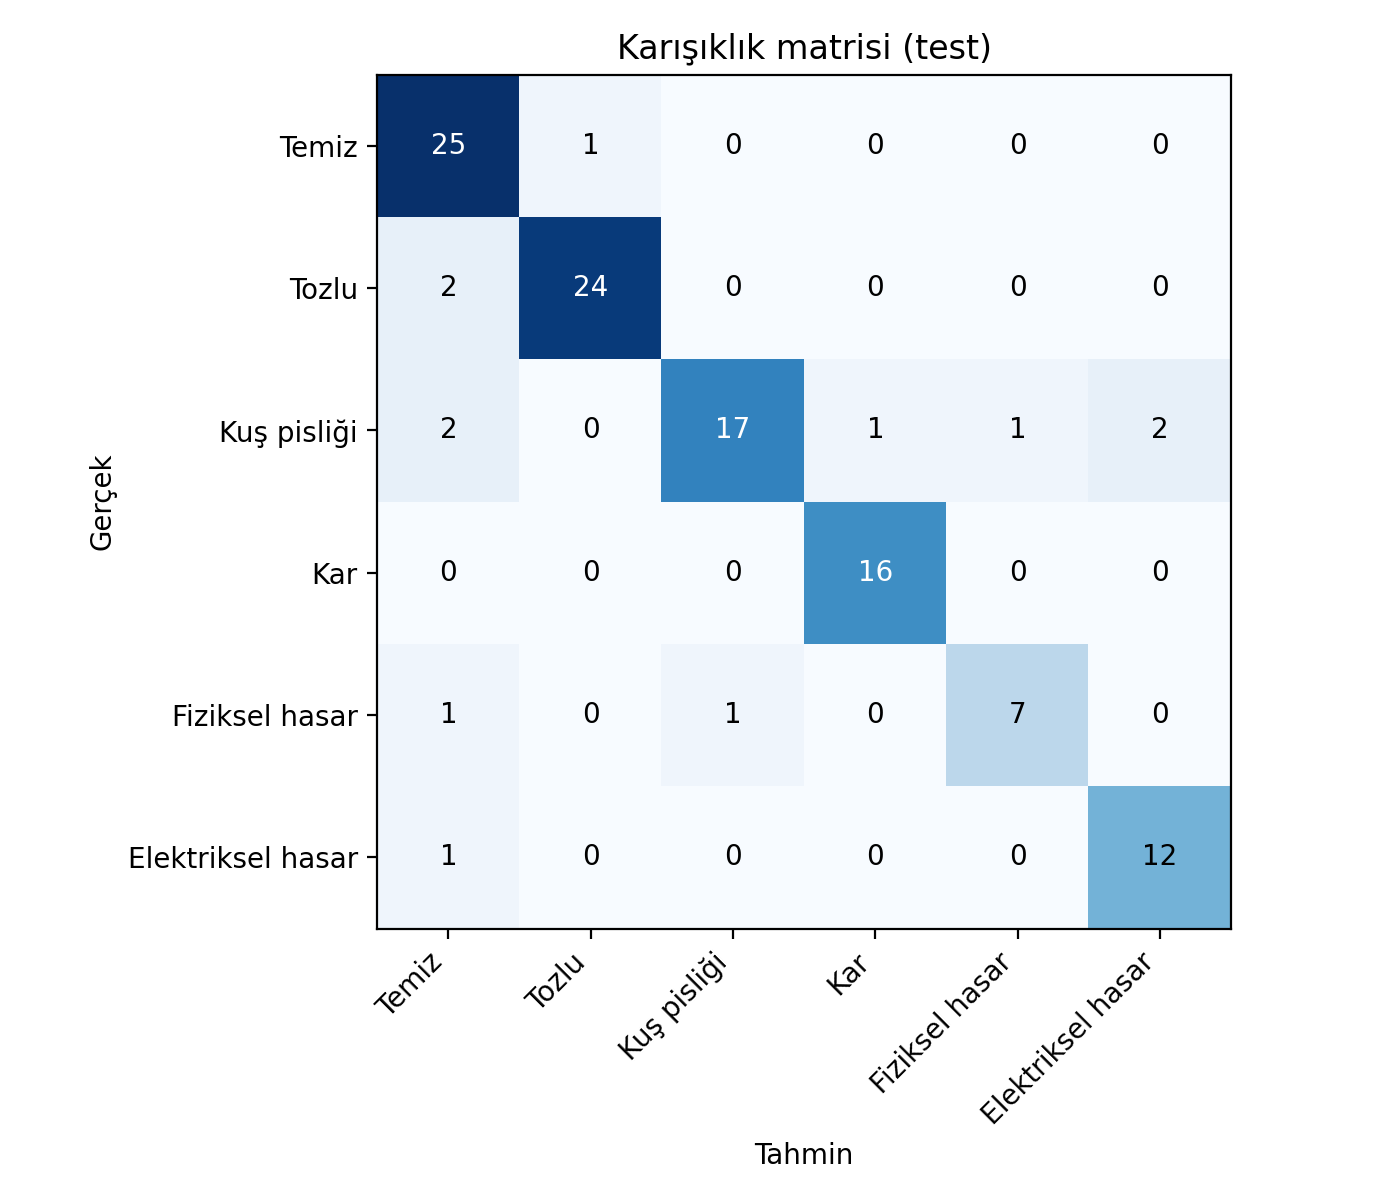 Karışıklık matrisi (test)
Gerçek
Temiz 25 1 0 0 0 0
Tozlu 2 24 0 0 0 0
Kuş pisliği 2 0 17 1 1 2
Kar 0 0 0 16 0 0
Fiziksel hasar 1 0 1 0 7 0
Elektriksel hasar 1 0 0 0 0 12
Temiz Tozlu Kuş pisliği Kar Fiziksel hasar Elektriksel hasar
Tahmin